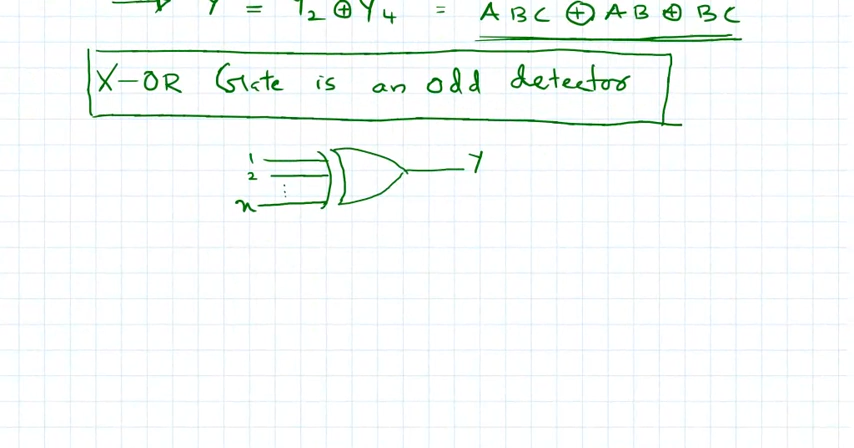 Y = Y₂ ⊕ Y₄ = ABC ⊕ AB ⊕ BC
X-OR Gate is an odd detector
1
2
⋮
n
Y